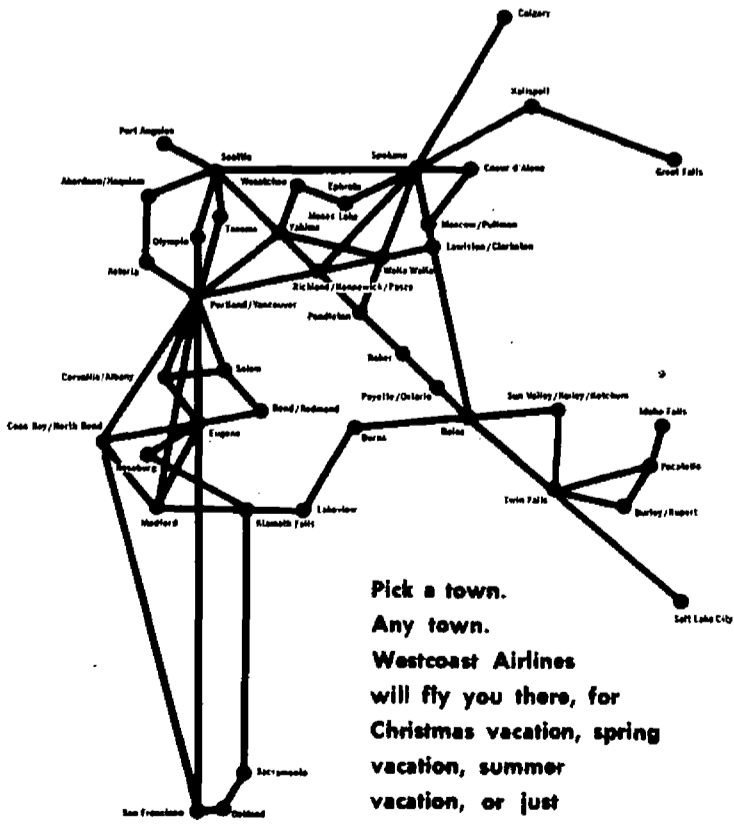 Calgary
Kalispell
Port Angeles
Seattle
Spokane
Great Falls
Coeur d'Alene
Wenatchee
Ephrata
Aberdeen/Hoquiam
Moses Lake
Moscow/Pullman
Olympia
Tacoma
Yakima
Lewiston/Clarkston
Astoria
Walla Walla
Richland/Kennewick/Pasco
Portland/Vancouver
Pendleton
Baker
Salem
Corvallis/Albany
Payette/Ontario
Sun Valley/Hailey/Ketchum
Bend/Redmond
Idaho Falls
Coos Bay/North Bend
Eugene
Burns
Boise
Roseburg
Pocatello
Twin Falls
Medford
Klamath Falls
Lakeview
Burley/Rupert
Pick a town.
Any town.
Westcoast Airlines
will fly you there, for
Christmas vacation, spring
vacation, summer
vacation, or just
Salt Lake City
Sacramento
San Francisco
Oakland